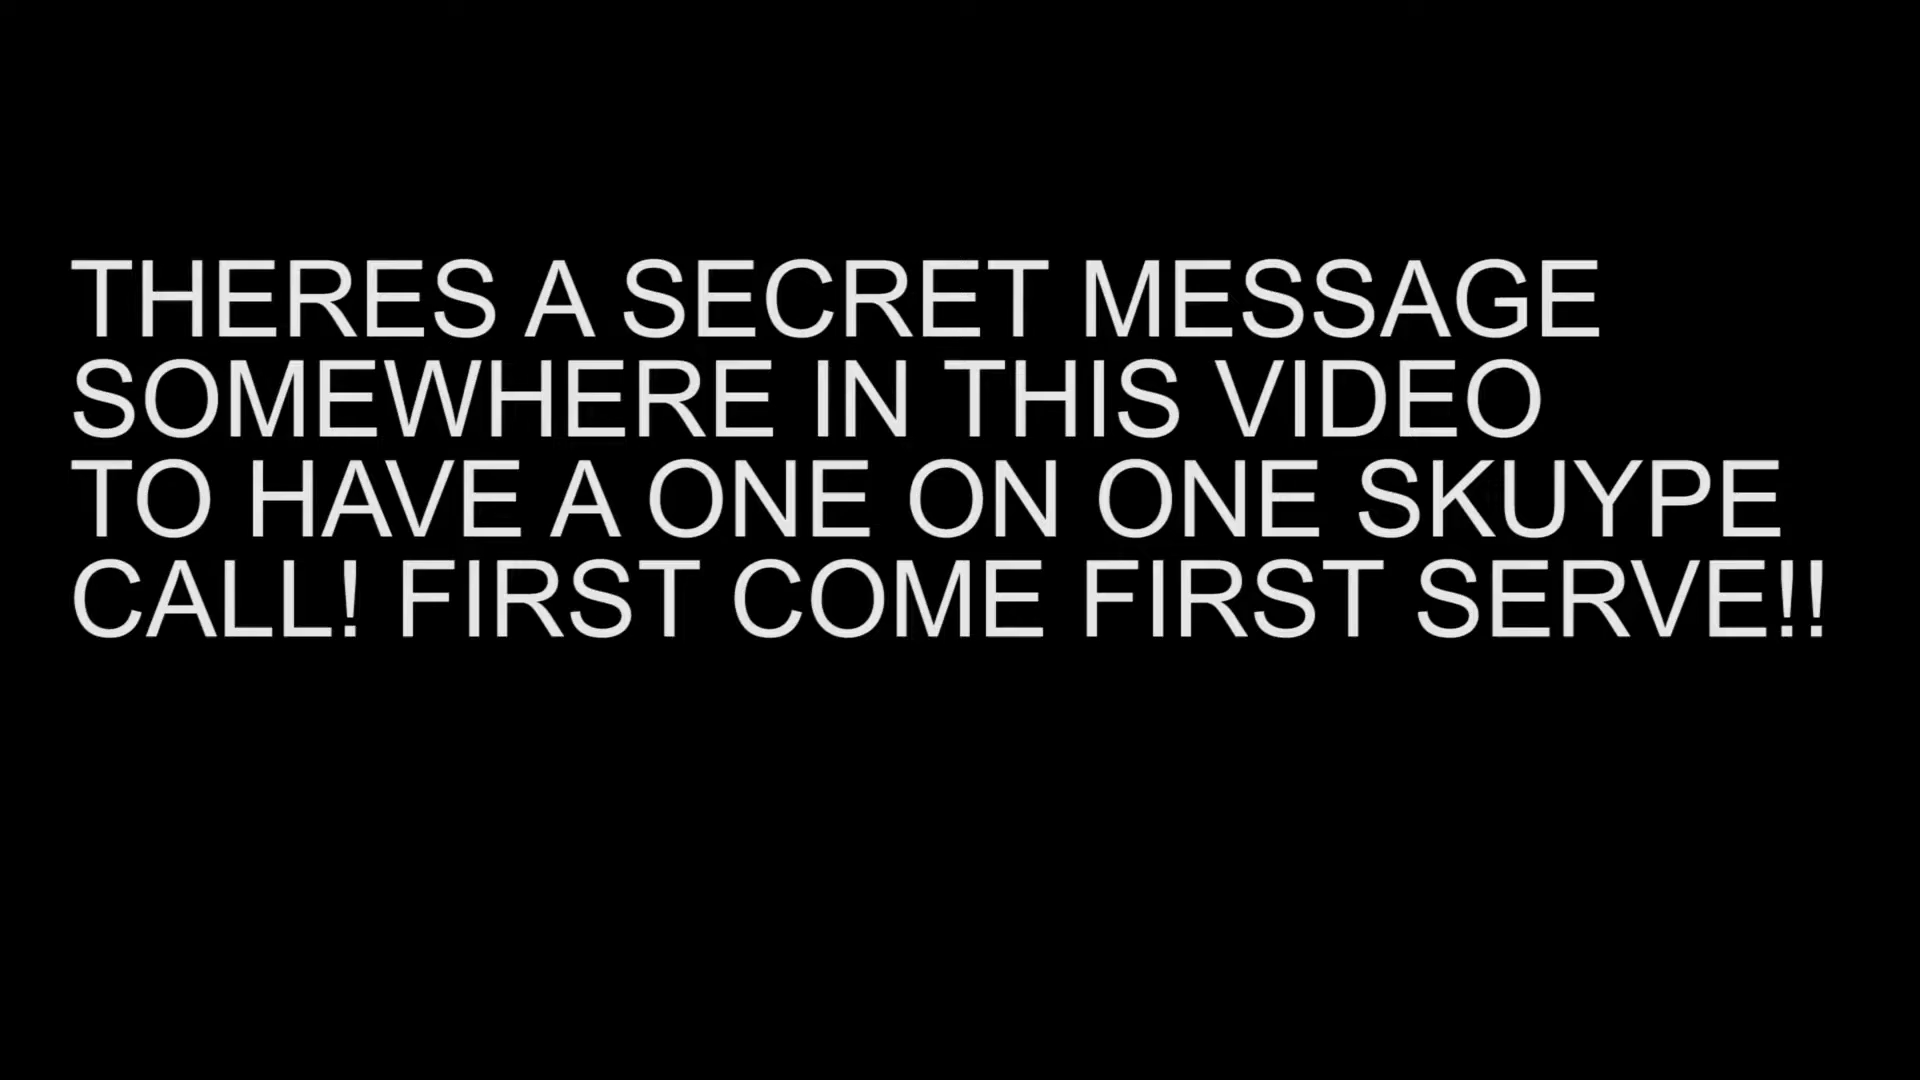 THERES A SECRET MESSAGE
SOMEWHERE IN THIS VIDEO
TO HAVE A ONE ON ONE SKUYPE
CALL! FIRST COME FIRST SERVE!!